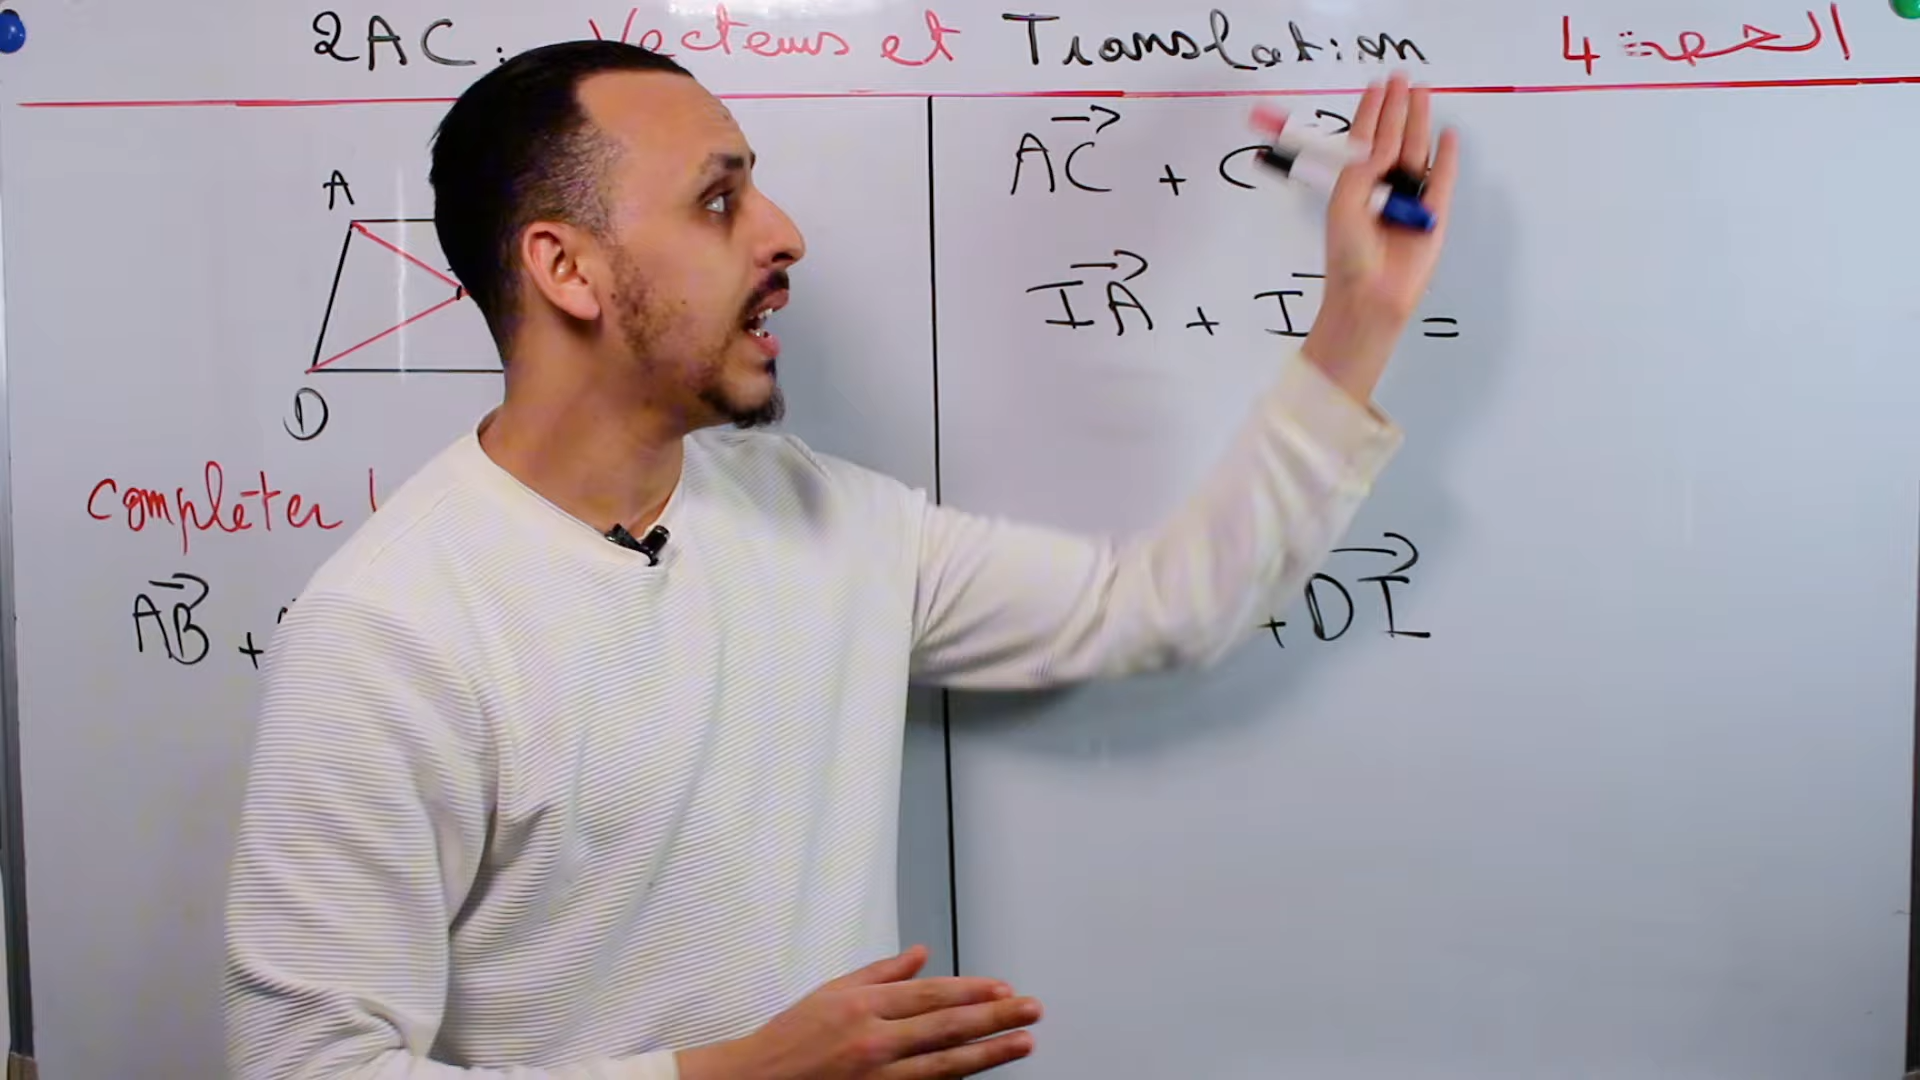 2AC: Vecteurs et Translation الحصة 4
A
D
compléter
AB +
AC + C
IA + I =
+ DI